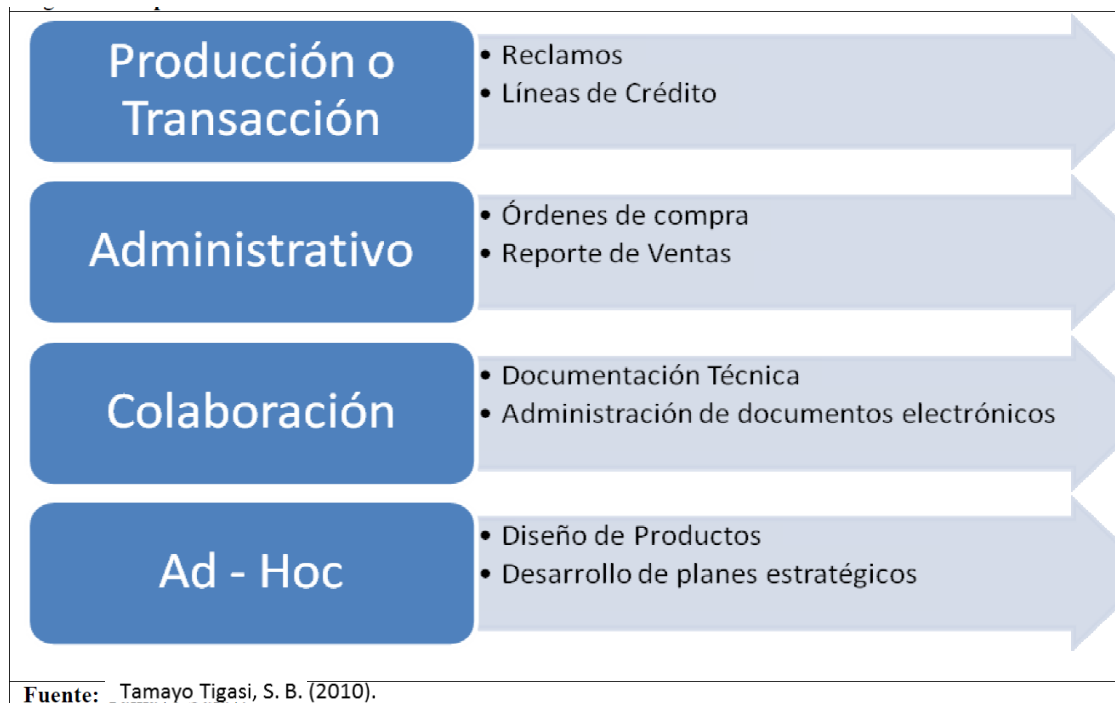 Producción o
Transacción
• Reclamos
• Líneas de Crédito
Administrativo
• Órdenes de compra
• Reporte de Ventas
Colaboración
• Documentación Técnica
• Administración de documentos electrónicos
Ad - Hoc
• Diseño de Productos
• Desarrollo de planes estratégicos
Fuente: Tamayo Tigasi, S. B. (2010).